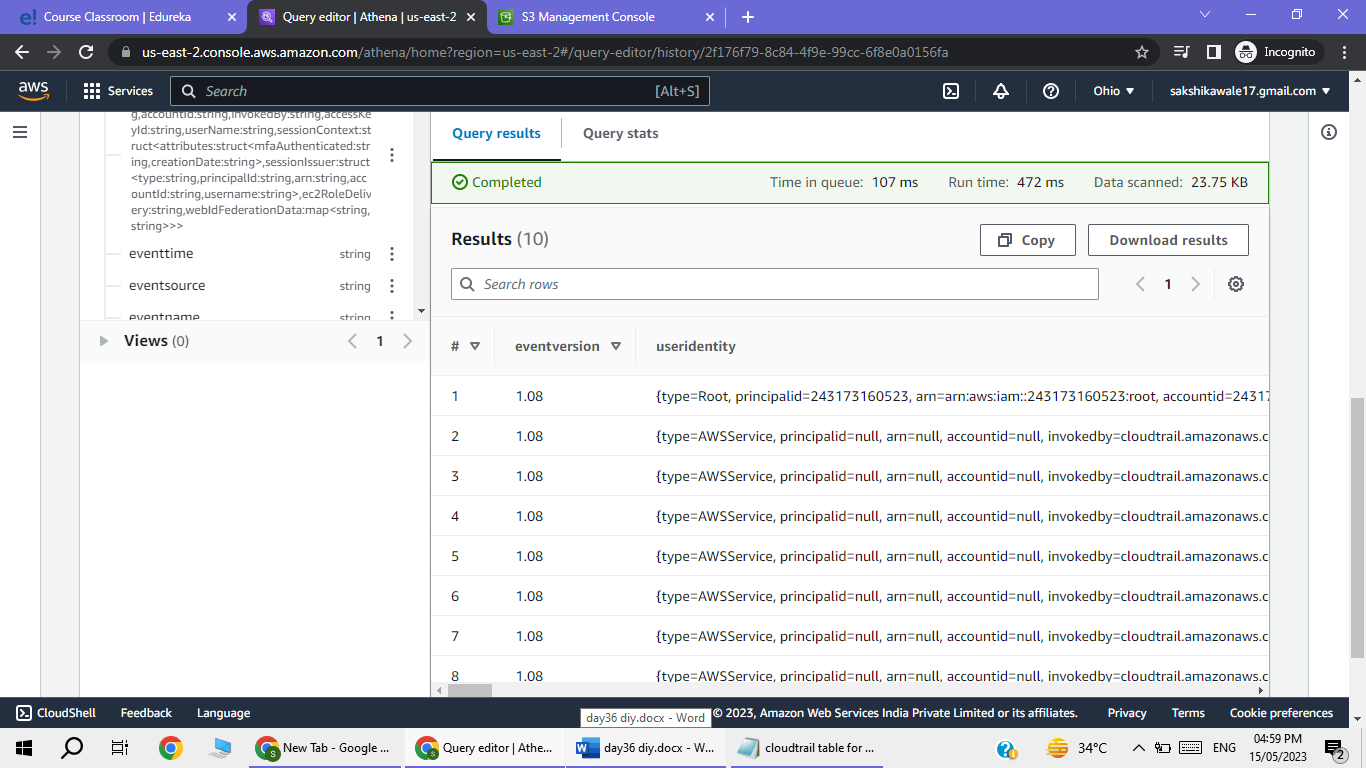 e! Course Classroom | Edureka
Query editor | Athena | us-east-2
S3 Management Console
us-east-2.console.aws.amazon.com/athena/home?region=us-east-2#/query-editor/history/2f176f79-8c84-4f9e-99cc-6f8e0a0156fa
Incognito
aws
Services
Search
[Alt+S]
Ohio
sakshikawale17.gmail.com
g,accountId:string,invokedBy:string,accessKe
yId:string,userName:string,sessionContext:st
ruct<attributes:struct<mfaAuthenticated:str
ing,creationDate:string>,sessionIssuer:struct
<type:string,principalId:string,arn:string,acc
ountId:string,username:string>,ec2RoleDeliv
ery:string,webIdFederationData:map<string,
string>>>
eventtime string
eventsource string
eventname string
Views (0)
1
Query results
Query stats
Completed
Time in queue: 107 ms
Run time: 472 ms
Data scanned: 23.75 KB
Results (10)
Copy
Download results
Search rows
1
# eventversion useridentity
1 1.08 {type=Root, principalid=243173160523, arn=arn:aws:iam::243173160523:root, accountid=24317
2 1.08 {type=AWSService, principalid=null, arn=null, accountid=null, invokedby=cloudtrail.amazonaws.c
3 1.08 {type=AWSService, principalid=null, arn=null, accountid=null, invokedby=cloudtrail.amazonaws.c
4 1.08 {type=AWSService, principalid=null, arn=null, accountid=null, invokedby=cloudtrail.amazonaws.c
5 1.08 {type=AWSService, principalid=null, arn=null, accountid=null, invokedby=cloudtrail.amazonaws.c
6 1.08 {type=AWSService, principalid=null, arn=null, accountid=null, invokedby=cloudtrail.amazonaws.c
7 1.08 {type=AWSService, principalid=null, arn=null, accountid=null, invokedby=cloudtrail.amazonaws.c
8 1.08 {type=AWSService, principalid=null, arn=null, accountid=null, invokedby=cloudtrail.amazonaws.c
CloudShell
Feedback
Language
day36 diy.docx - Word
© 2023, Amazon Web Services India Private Limited or its affiliates.
Privacy
Terms
Cookie preferences
New Tab - Google ...
Query editor | Athe...
day36 diy.docx - W...
cloudtrail table for ...
34°C
ENG
04:59 PM
15/05/2023
2